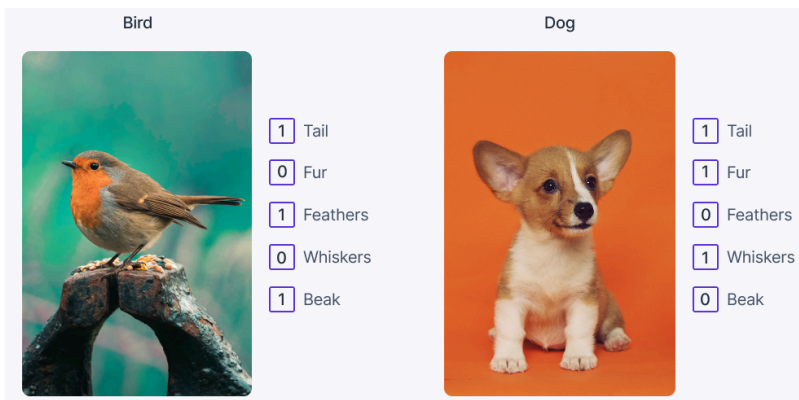 Bird
1 Tail
0 Fur
1 Feathers
0 Whiskers
1 Beak
Dog
1 Tail
1 Fur
0 Feathers
1 Whiskers
0 Beak